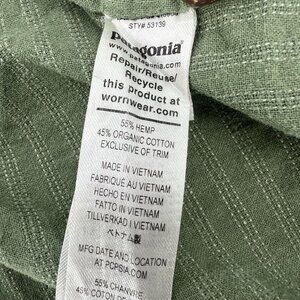 STY# 53139
patagonia®
www.patagonia.com
Repair/Reuse/
Recycle
this product at
wornwear.com
55% HEMP
45% ORGANIC COTTON
EXCLUSIVE OF TRIM
MADE IN VIETNAM
FABRIQUÉ AU VIETNAM
HECHO EN VIETNAM
FATTO IN VIETNAM
TILLVERKAD I VIETNAM
ベトナム製
MFG DATE AND LOCATION
AT PCPSIA.COM
55% CHANVRE
45% COTON